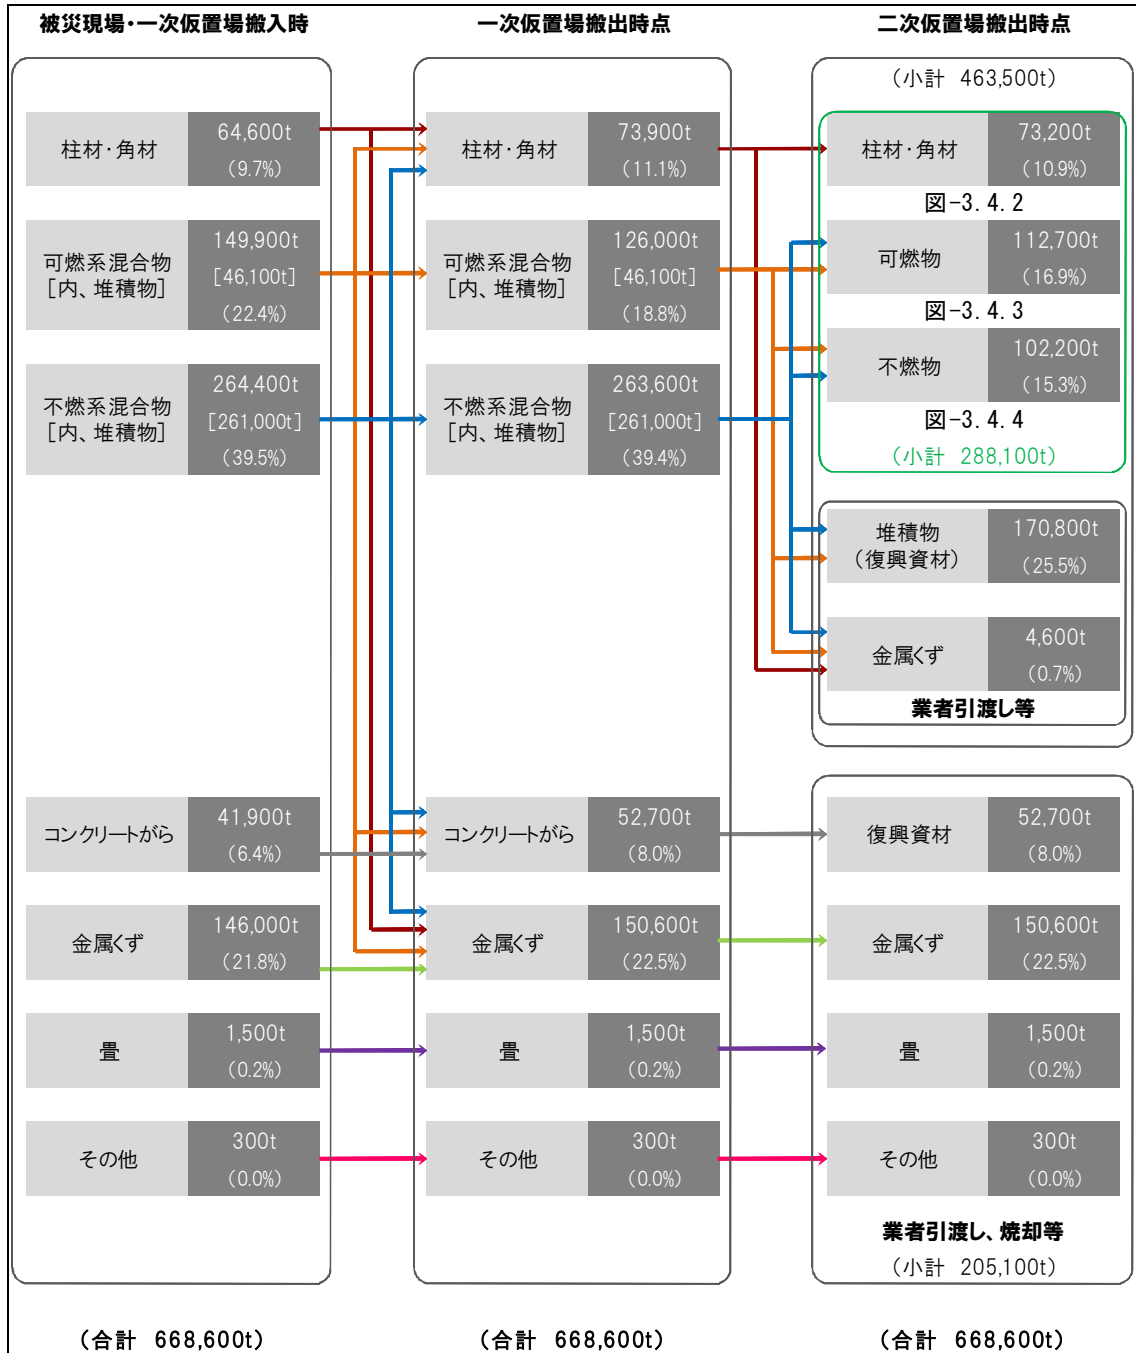 被災現場・一次仮置場搬入時
柱材・角材
64,600t
(9.7%)
可燃系混合物
[内、堆積物]
149,900t
[46,100t]
(22.4%)
不燃系混合物
[内、堆積物]
264,400t
[261,000t]
(39.5%)
コンクリートがら
41,900t
(6.4%)
金属くず
146,000t
(21.8%)
畳
1,500t
(0.2%)
その他
300t
(0.0%)
(合計 668,600t)
一次仮置場搬出時点
柱材・角材
73,900t
(11.1%)
可燃系混合物
[内、堆積物]
126,000t
[46,100t]
(18.8%)
不燃系混合物
[内、堆積物]
263,600t
[261,000t]
(39.4%)
コンクリートがら
52,700t
(8.0%)
金属くず
150,600t
(22.5%)
畳
1,500t
(0.2%)
その他
300t
(0.0%)
(合計 668,600t)
二次仮置場搬出時点
(小計 463,500t)
柱材・角材
73,200t
(10.9%)
図-3.4.2
可燃物
112,700t
(16.9%)
図-3.4.3
不燃物
102,200t
(15.3%)
図-3.4.4
(小計 288,100t)
堆積物
(復興資材)
170,800t
(25.5%)
金属くず
4,600t
(0.7%)
業者引渡し等
復興資材
52,700t
(8.0%)
金属くず
150,600t
(22.5%)
畳
1,500t
(0.2%)
その他
300t
(0.0%)
業者引渡し、焼却等
(小計 205,100t)
(合計 668,600t)